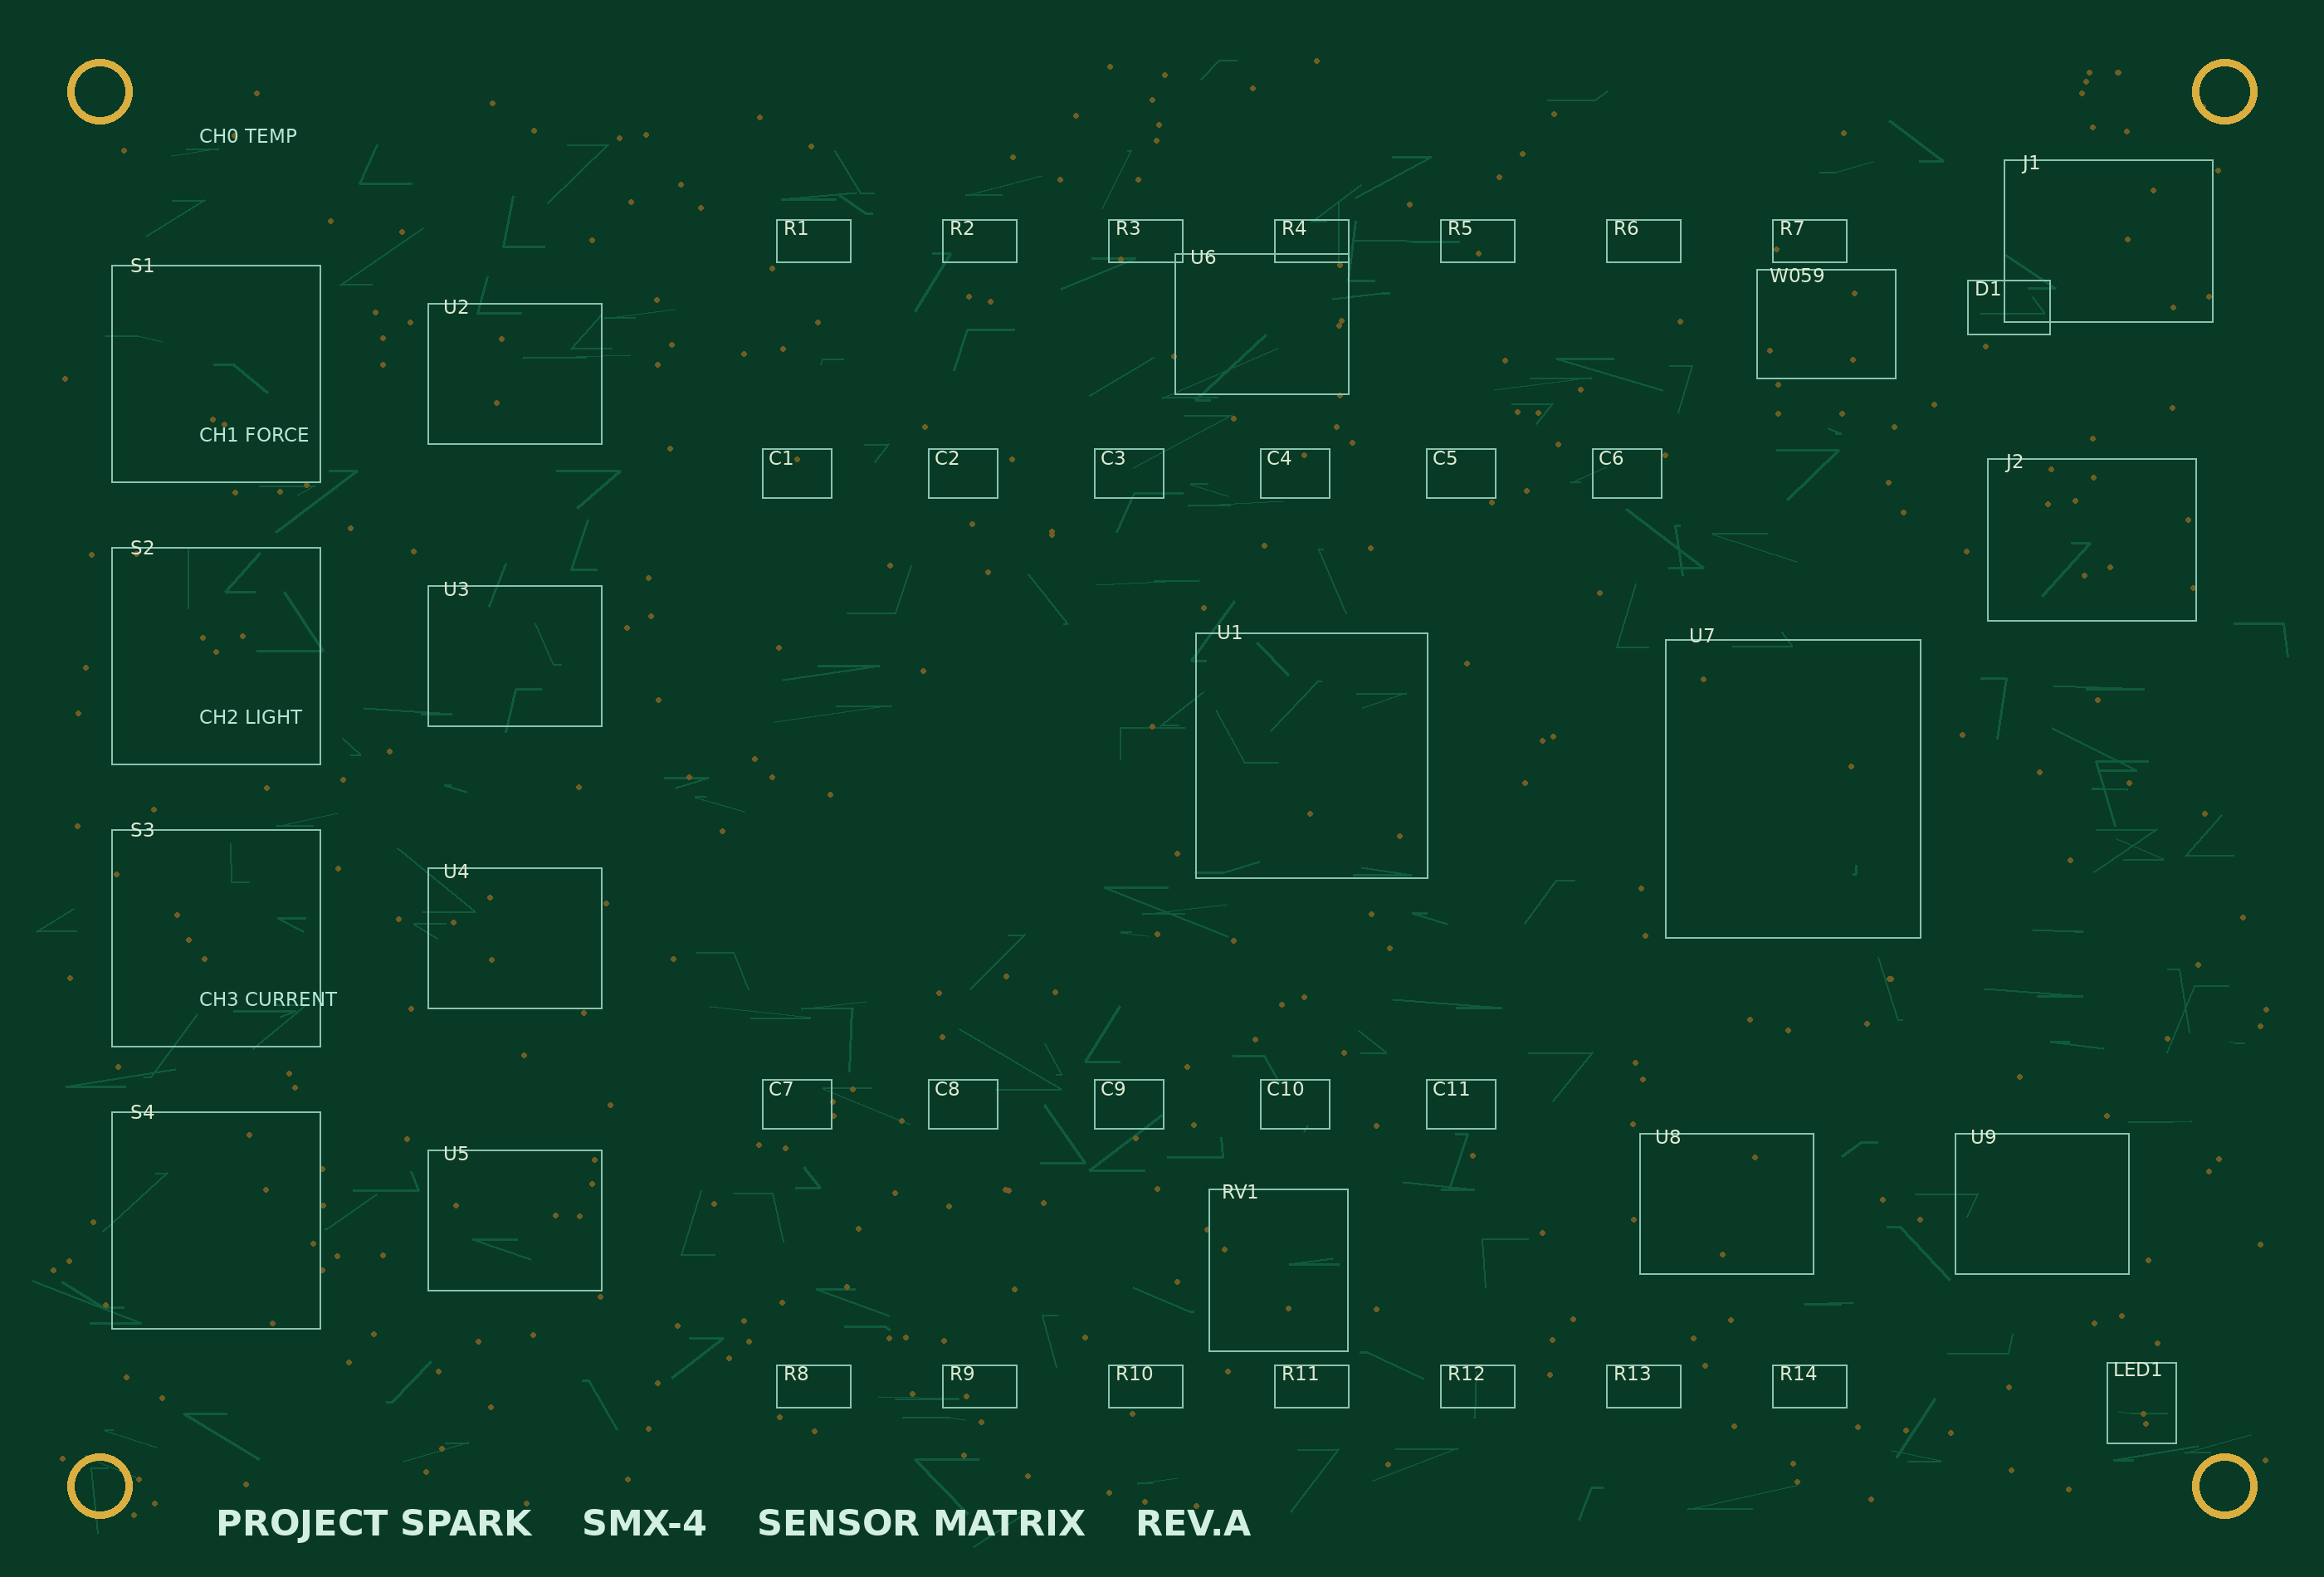 CH0 TEMP
J1
R1
R2
R3
R4
R5
R6
R7
U6
S1
W059
D1
U2
CH1 FORCE
C1
C2
C3
C4
C5
C6
J2
S2
U3
U1
U7
CH2 LIGHT
S3
U4
CH3 CURRENT
C7
C8
C9
C10
C11
S4
U8
U9
U5
RV1
R8
R9
R10
R11
R12
R13
R14
LED1
PROJECT SPARK SMX-4 SENSOR MATRIX REV.A